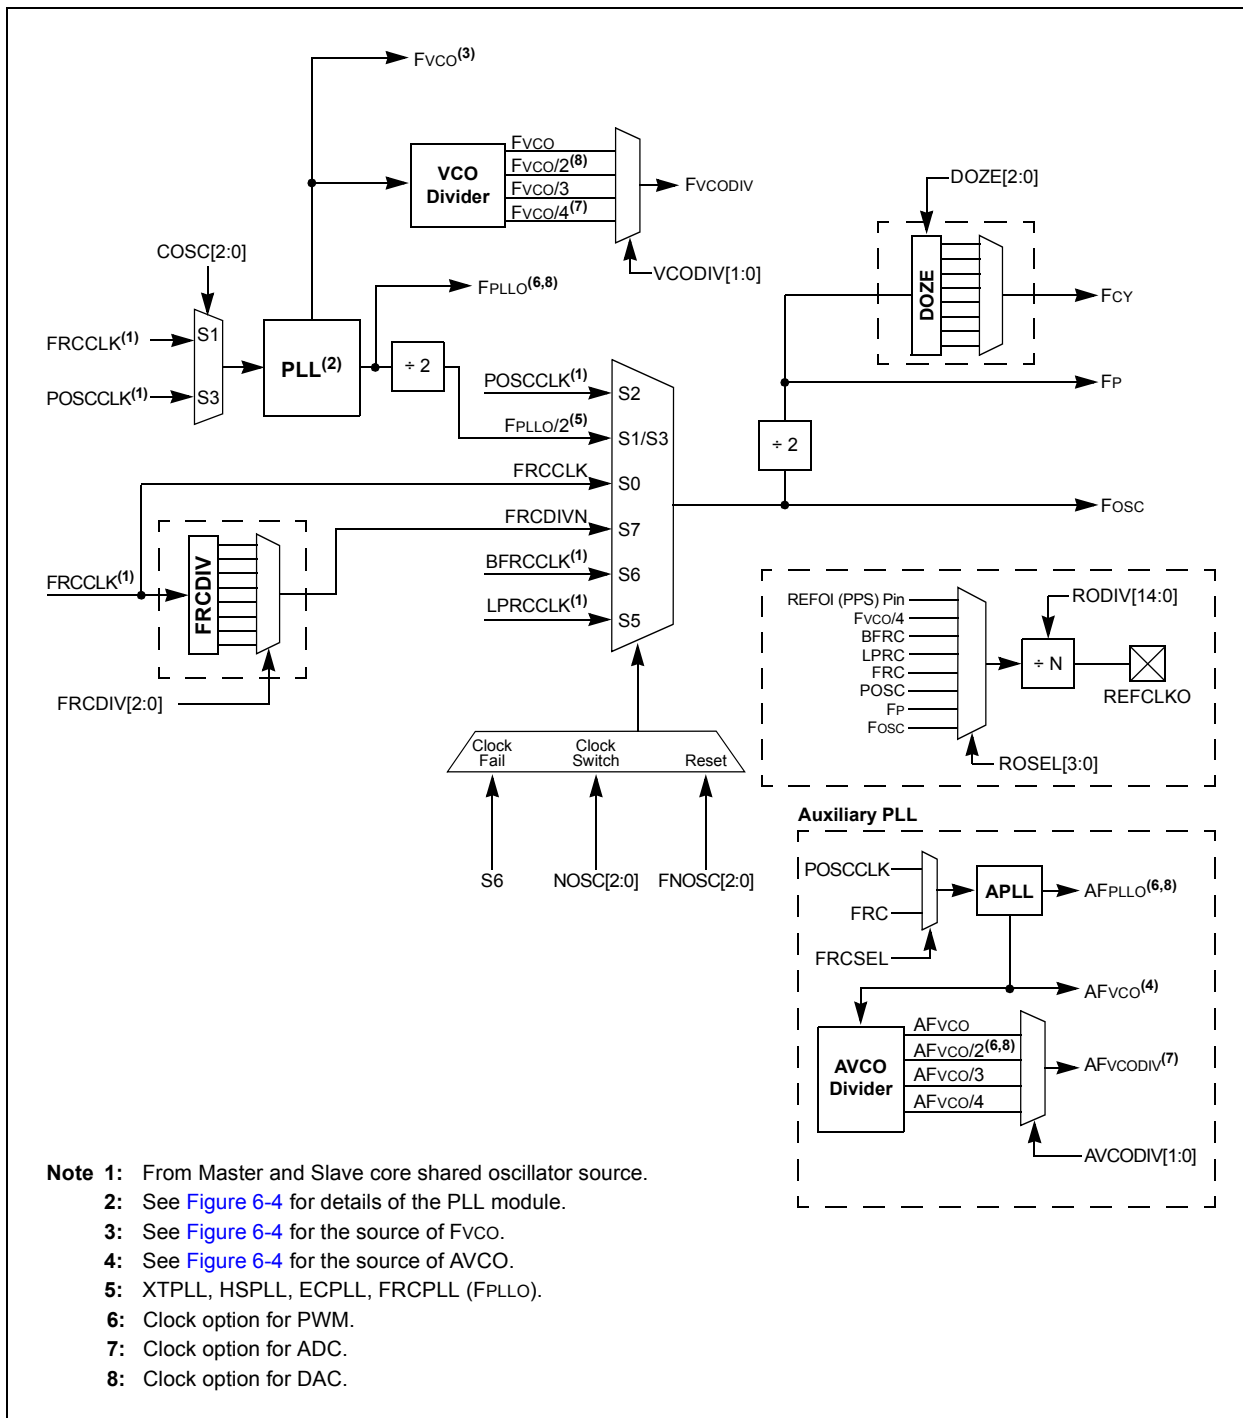 FVCO(3)
VCO
Divider
FVCO
FVCO/2(8)
FVCO/3
FVCO/4(7)
FVCODIV
VCODIV[1:0]
DOZE[2:0]
DOZE
FCY
COSC[2:0]
FRCCLK(1)
S1
POSCCLK(1)
S3
PLL(2)
FPLLO(6,8)
÷ 2
POSCCLK(1)
S2
FPLLO/2(5)
S1/S3
FRCCLK
S0
FRCDIVN
S7
BFRCCLK(1)
S6
LPRCCLK(1)
S5
FP
÷ 2
FOSC
FRCCLK(1)
FRCDIV
FRCDIV[2:0]
Clock
Fail
Clock
Switch
Reset
S6
NOSC[2:0]
FNOSC[2:0]
REFOI (PPS) Pin
FVCO/4
BFRC
LPRC
FRC
POSC
FP
FOSC
RODIV[14:0]
÷ N
REFCLKO
ROSEL[3:0]
Auxiliary PLL
POSCCLK
FRC
FRCSEL
APLL
AFPLLO(6,8)
AFVCO(4)
AVCO
Divider
AFVCO
AFVCO/2(6,8)
AFVCO/3
AFVCO/4
AFVCODIV(7)
AVCODIV[1:0]
Note 1: From Master and Slave core shared oscillator source.
2: See Figure 6-4 for details of the PLL module.
3: See Figure 6-4 for the source of FVCO.
4: See Figure 6-4 for the source of AVCO.
5: XTPLL, HSPLL, ECPLL, FRCPLL (FPLLO).
6: Clock option for PWM.
7: Clock option for ADC.
8: Clock option for DAC.